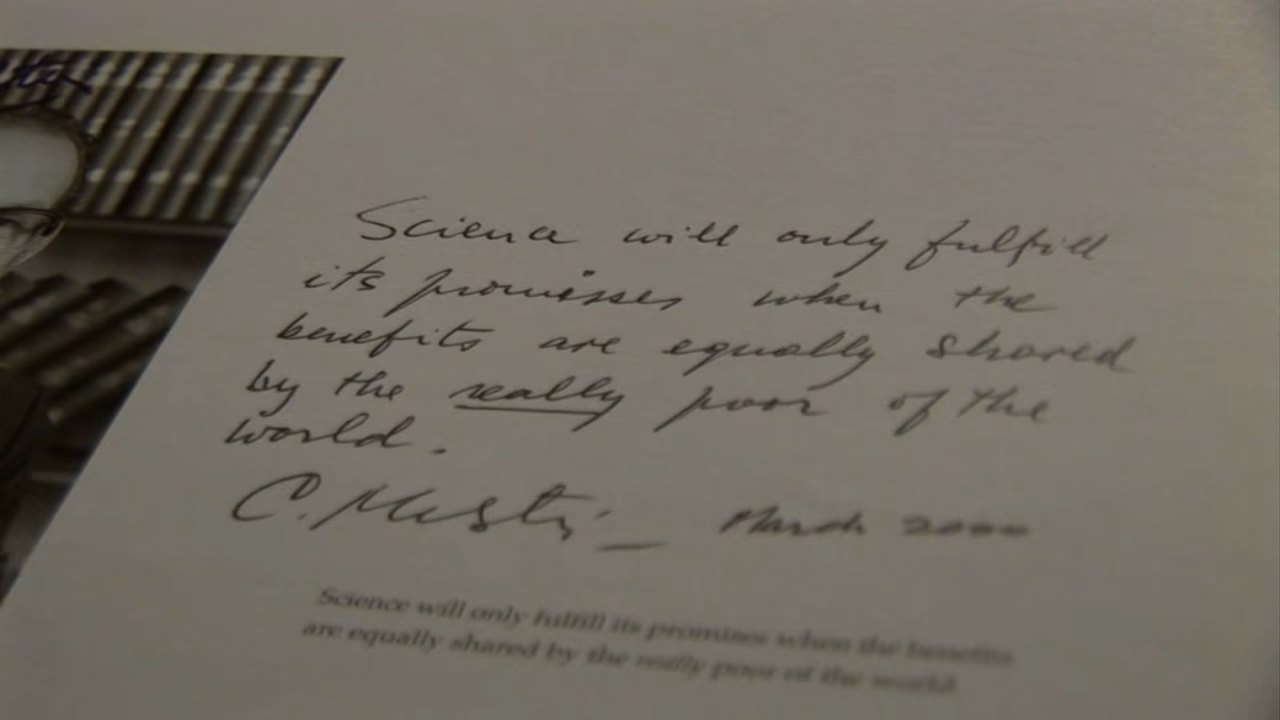 Science will only fulfill
its promisses when the
benefits are equally shared
by the really poor of the
world.
C. Milstein March 2000
Science will only fulfill its promises when the benefits
are equally shared by the really poor of the world